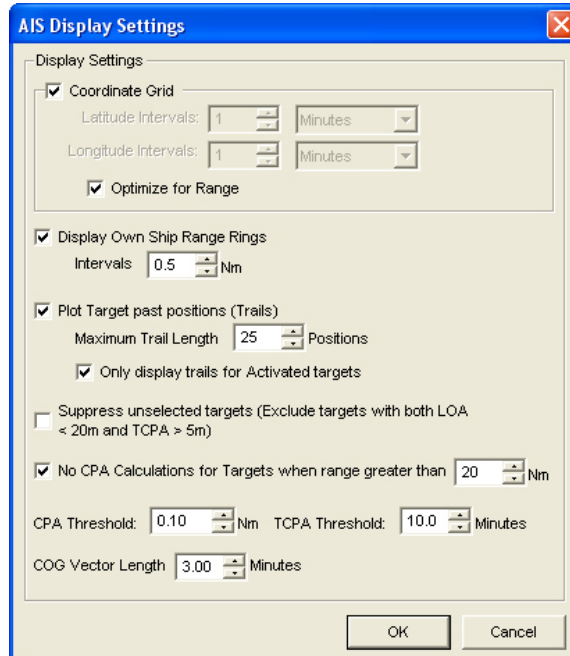 AIS Display Settings
Display Settings
Coordinate Grid
Latitude Intervals: 1 Minutes
Longitude Intervals: 1 Minutes
Optimize for Range
Display Own Ship Range Rings
Intervals 0.5 Nm
Plot Target past positions (Trails)
Maximum Trail Length 25 Positions
Only display trails for Activated targets
Suppress unselected targets (Exclude targets with both LOA
< 20m and TCPA > 5m)
No CPA Calculations for Targets when range greater than 20 Nm
CPA Threshold: 0.10 Nm TCPA Threshold: 10.0 Minutes
COG Vector Length 3.00 Minutes
OK Cancel